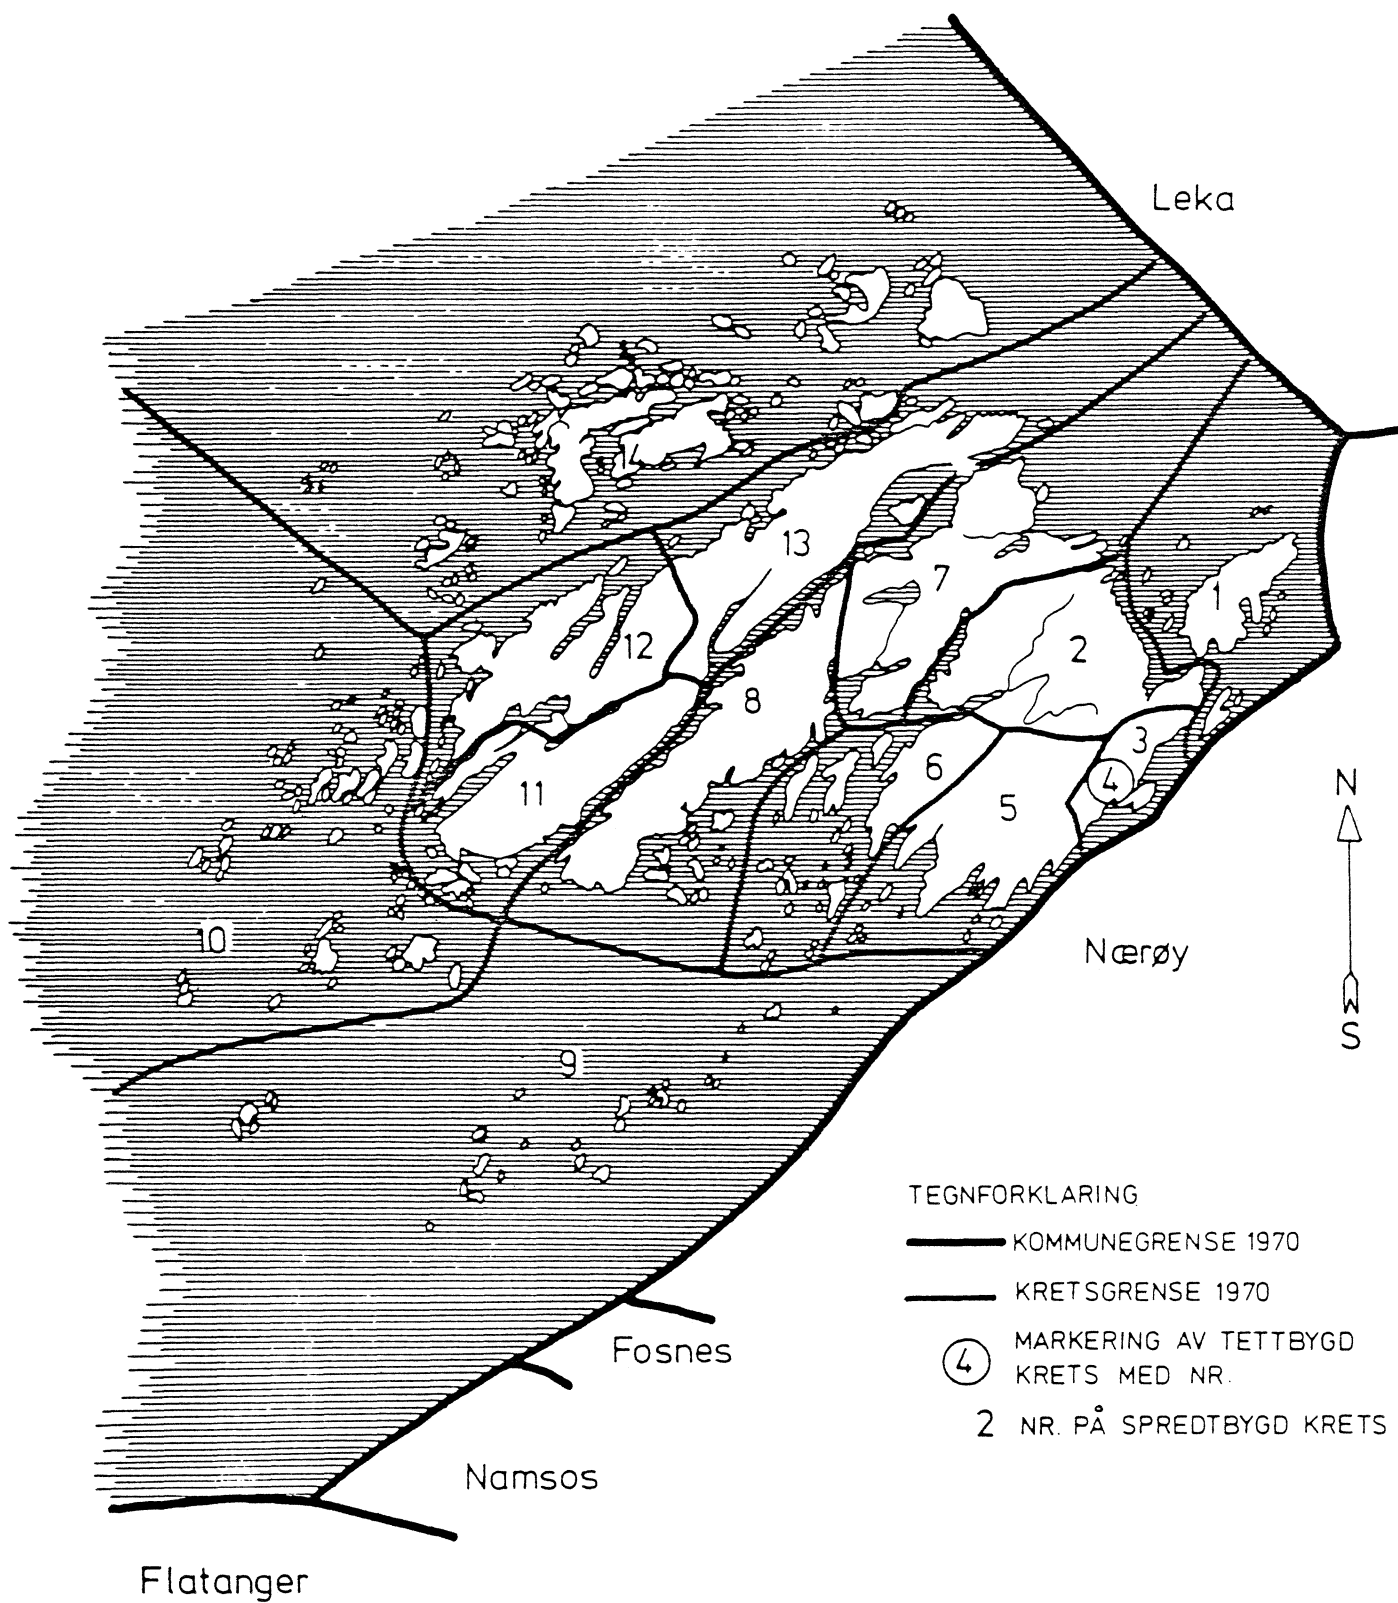 Leka
13
7
1
12
2
8
3
6
4
11
5
N
10
Nærøy
S
9
TEGNFORKLARING
KOMMUNEGRENSE 1970
KRETSGRENSE 1970
Fosnes
4 MARKERING AV TETTBYGD
KRETS MED NR.
2 NR. PÅ SPREDTBYGD KRETS
Namsos
Flatanger